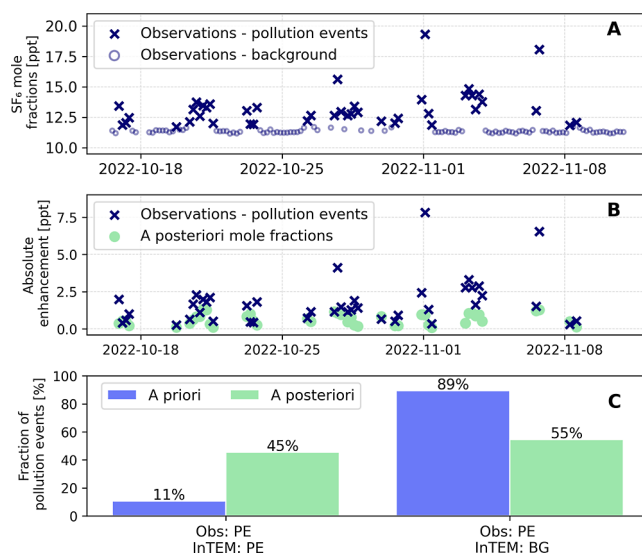 A
SF₆ mole
fractions [ppt]
20.0
17.5
15.0
12.5
10.0
Observations - pollution events
Observations - background
2022-10-18
2022-10-25
2022-11-01
2022-11-08
B
Absolute
enhancement [ppt]
7.5
5.0
2.5
0.0
Observations - pollution events
A posteriori mole fractions
2022-10-18
2022-10-25
2022-11-01
2022-11-08
C
Fraction of
pollution events [%]
100
80
60
40
20
0
A priori
A posteriori
11%
45%
89%
55%
Obs: PE
InTEM: PE
Obs: PE
InTEM: BG